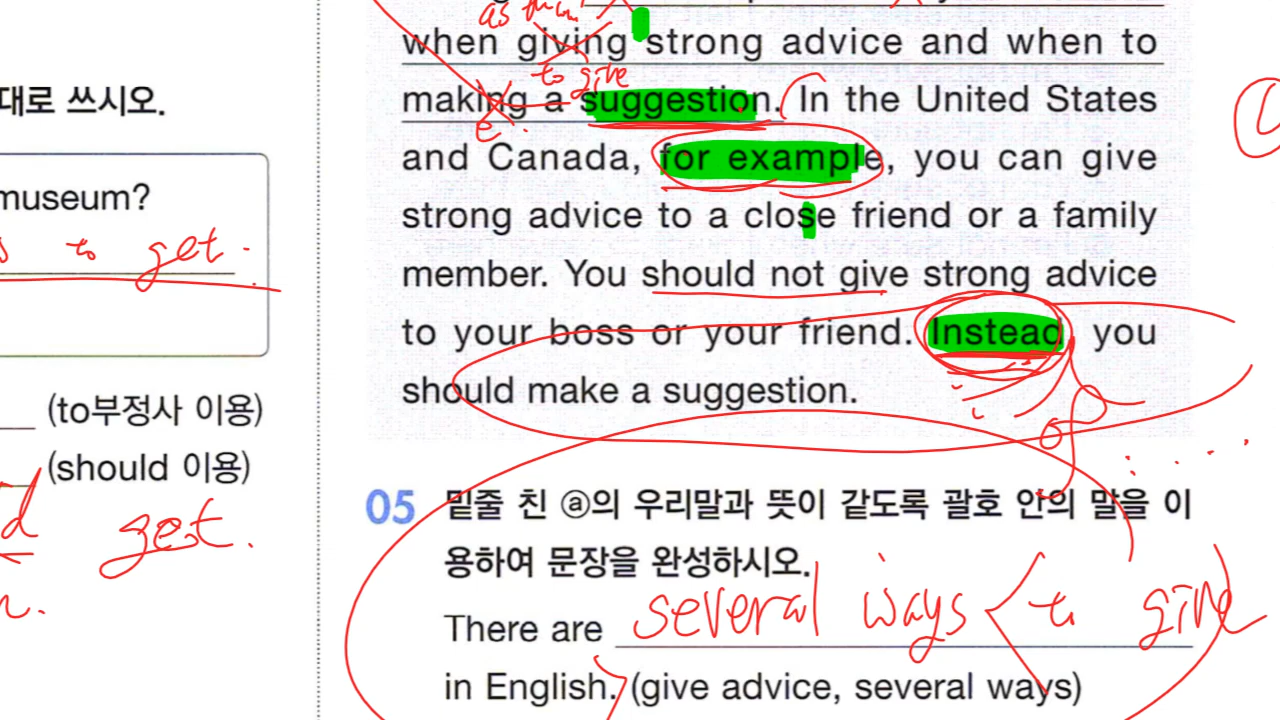 대로 쓰시오.
museum?
to get.
(to부정사 이용)
(should 이용)
get.
to give
when giving strong advice and when to
making a suggestion. In the United States
and Canada, for example, you can give
strong advice to a close friend or a family
member. You should not give strong advice
to your boss or your friend. Instead you
should make a suggestion.
05 밑줄 친 ⓐ의 우리말과 뜻이 같도록 괄호 안의 말을 이
용하여 문장을 완성하시오.
There are several ways to give
in English. (give advice, several ways)